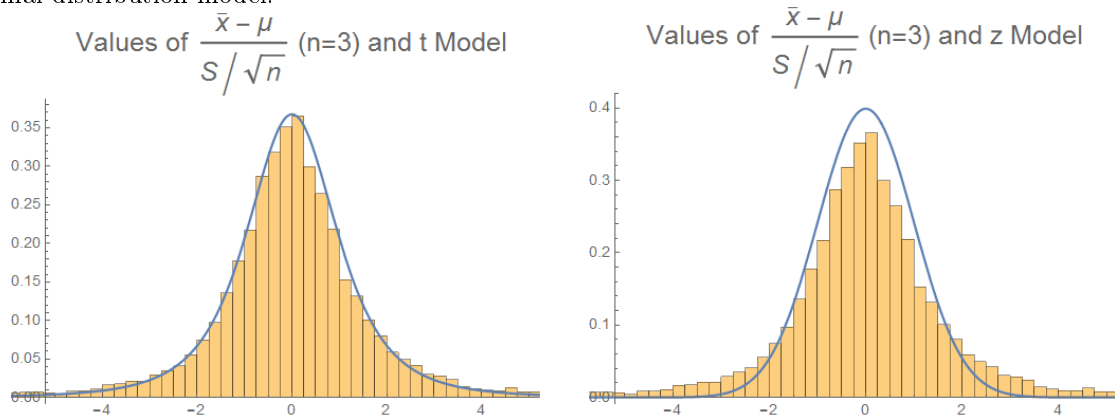 distribution model.
Values of (x̄ − μ)/(S/√n) (n=3) and t Model
0.35
0.30
0.25
0.20
0.15
0.10
0.05
0.00
−4 −2 0 2 4
Values of (x̄ − μ)/(S/√n) (n=3) and z Model
0.4
0.3
0.2
0.1
0.0
−4 −2 0 2 4